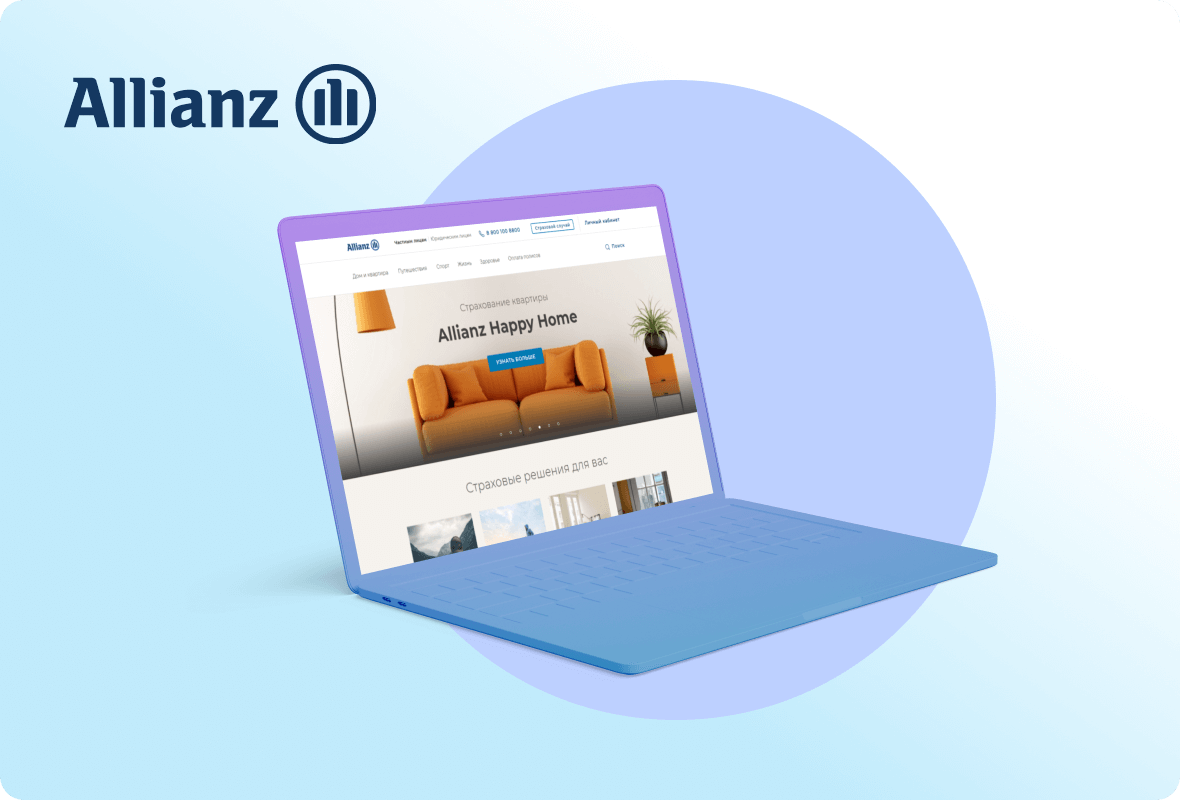 Allianz
Allianz
Частным лицам Юридическим лицам 8 800 100 8800 Страховой случай Личный кабинет
Дом и квартира Путешествия Спорт Жизнь Здоровье Оплата полисов Поиск
Страхование квартиры
Allianz Happy Home
УЗНАТЬ БОЛЬШЕ
Страховые решения для вас